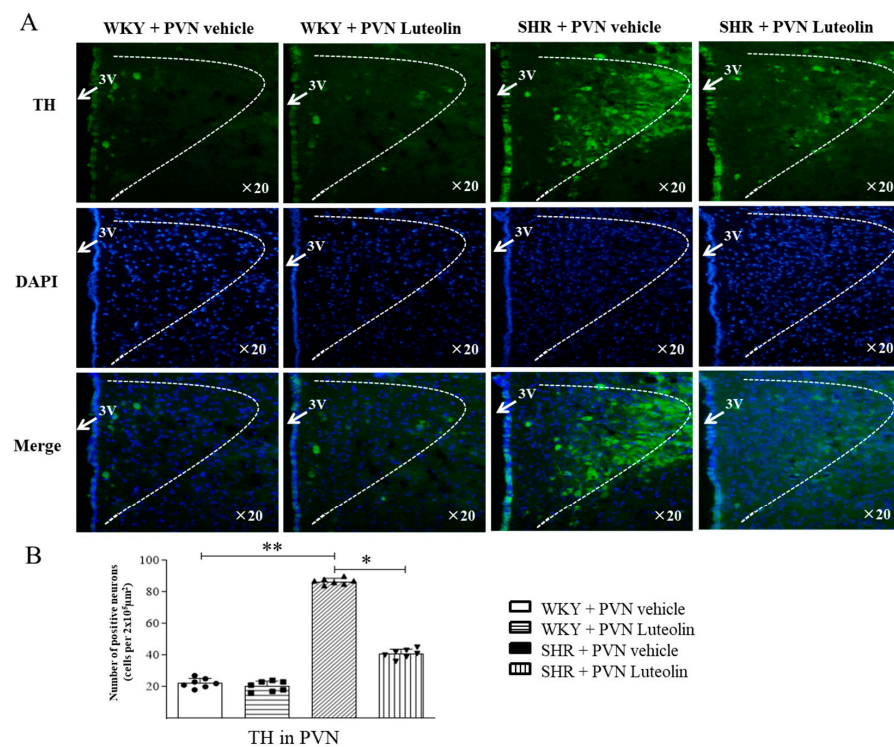 A
WKY + PVN vehicle
WKY + PVN Luteolin
SHR + PVN vehicle
SHR + PVN Luteolin
TH
3V
×20
3V
×20
3V
×20
3V
×20
DAPI
3V
×20
3V
×20
3V
×20
3V
×20
Merge
3V
×20
3V
×20
3V
×20
3V
×20
B
Number of positive neurons
(cells per 2x10⁵μm²)
100
80
60
40
20
**
*
TH in PVN
WKY + PVN vehicle
WKY + PVN Luteolin
SHR + PVN vehicle
SHR + PVN Luteolin